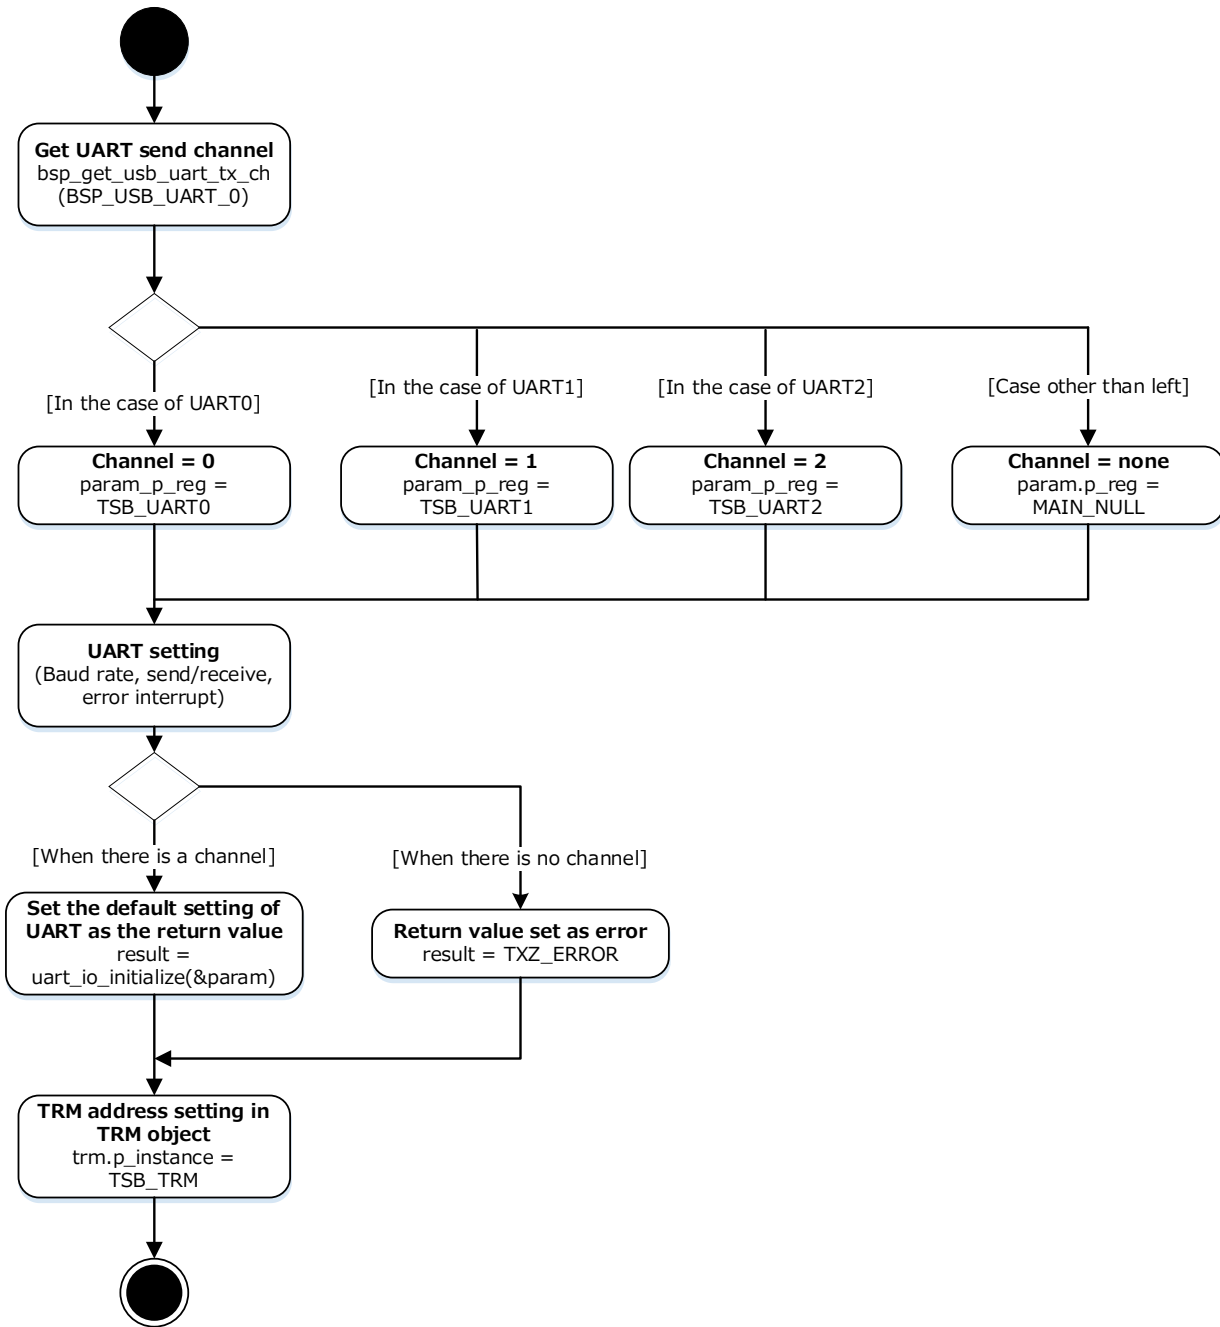 Get UART send channel
bsp_get_usb_uart_tx_ch
(BSP_USB_UART_0)
[In the case of UART0]
[In the case of UART1]
[In the case of UART2]
[Case other than left]
Channel = 0
param_p_reg =
TSB_UART0
Channel = 1
param_p_reg =
TSB_UART1
Channel = 2
param_p_reg =
TSB_UART2
Channel = none
param.p_reg =
MAIN_NULL
UART setting
(Baud rate, send/receive,
error interrupt)
[When there is a channel]
[When there is no channel]
Set the default setting of
UART as the return value
result =
uart_io_initialize(&param)
Return value set as error
result = TXZ_ERROR
TRM address setting in
TRM object
trm.p_instance =
TSB_TRM